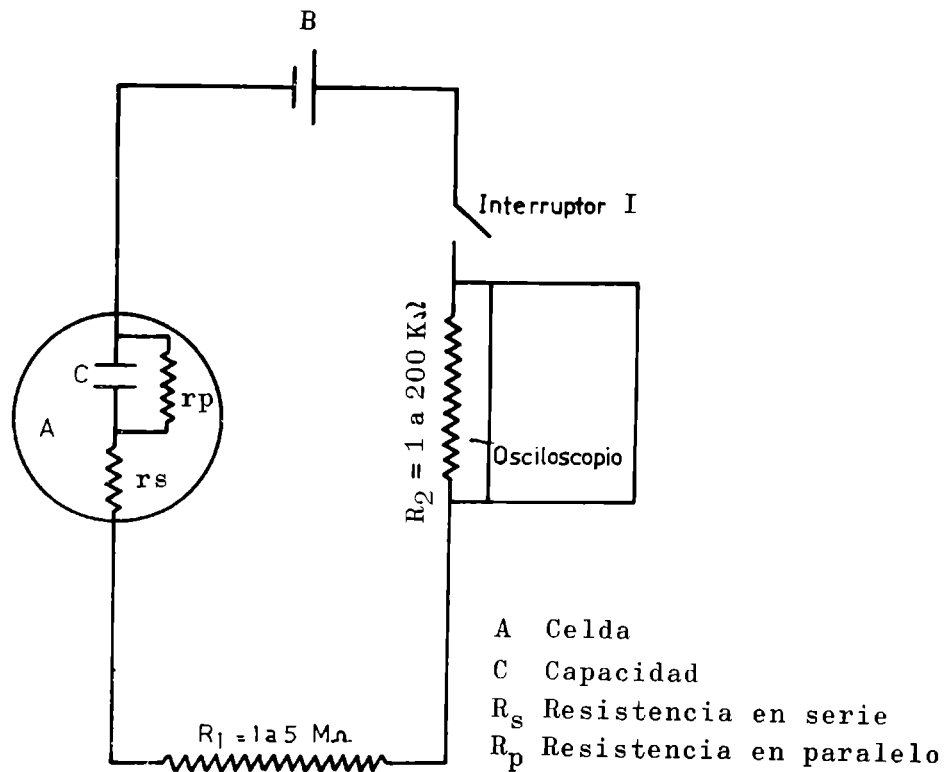 B
Interruptor I
C
rp
A
rs
R₂ = 1 a 200 KΩ
Osciloscopio
R₁ = 1 a 5 MΩ
A Celda
C Capacidad
Rₛ Resistencia en serie
Rₚ Resistencia en paralelo